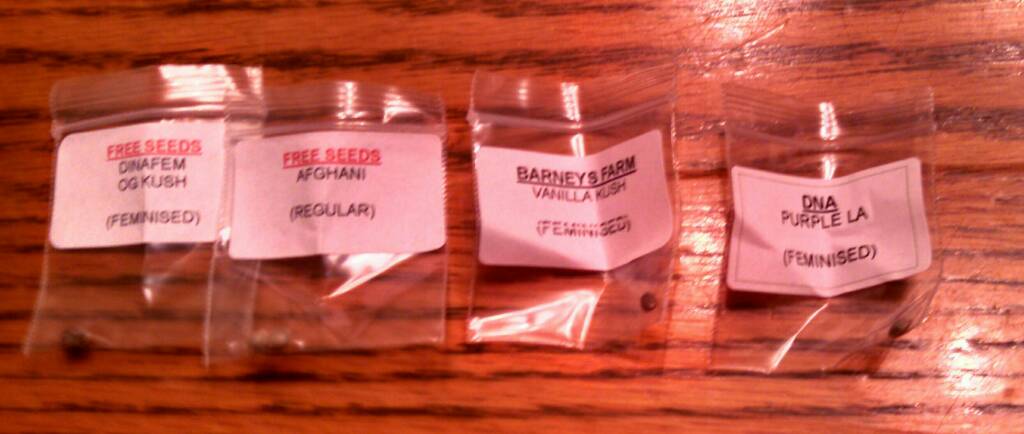 FREE SEEDS
DINAFEM
OG KUSH
(FEMINISED)
FREE SEEDS
AFGHANI
(REGULAR)
BARNEYS FARM
VANILLA KUSH
(FEMINISED)
DNA
PURPLE LA
(FEMINISED)